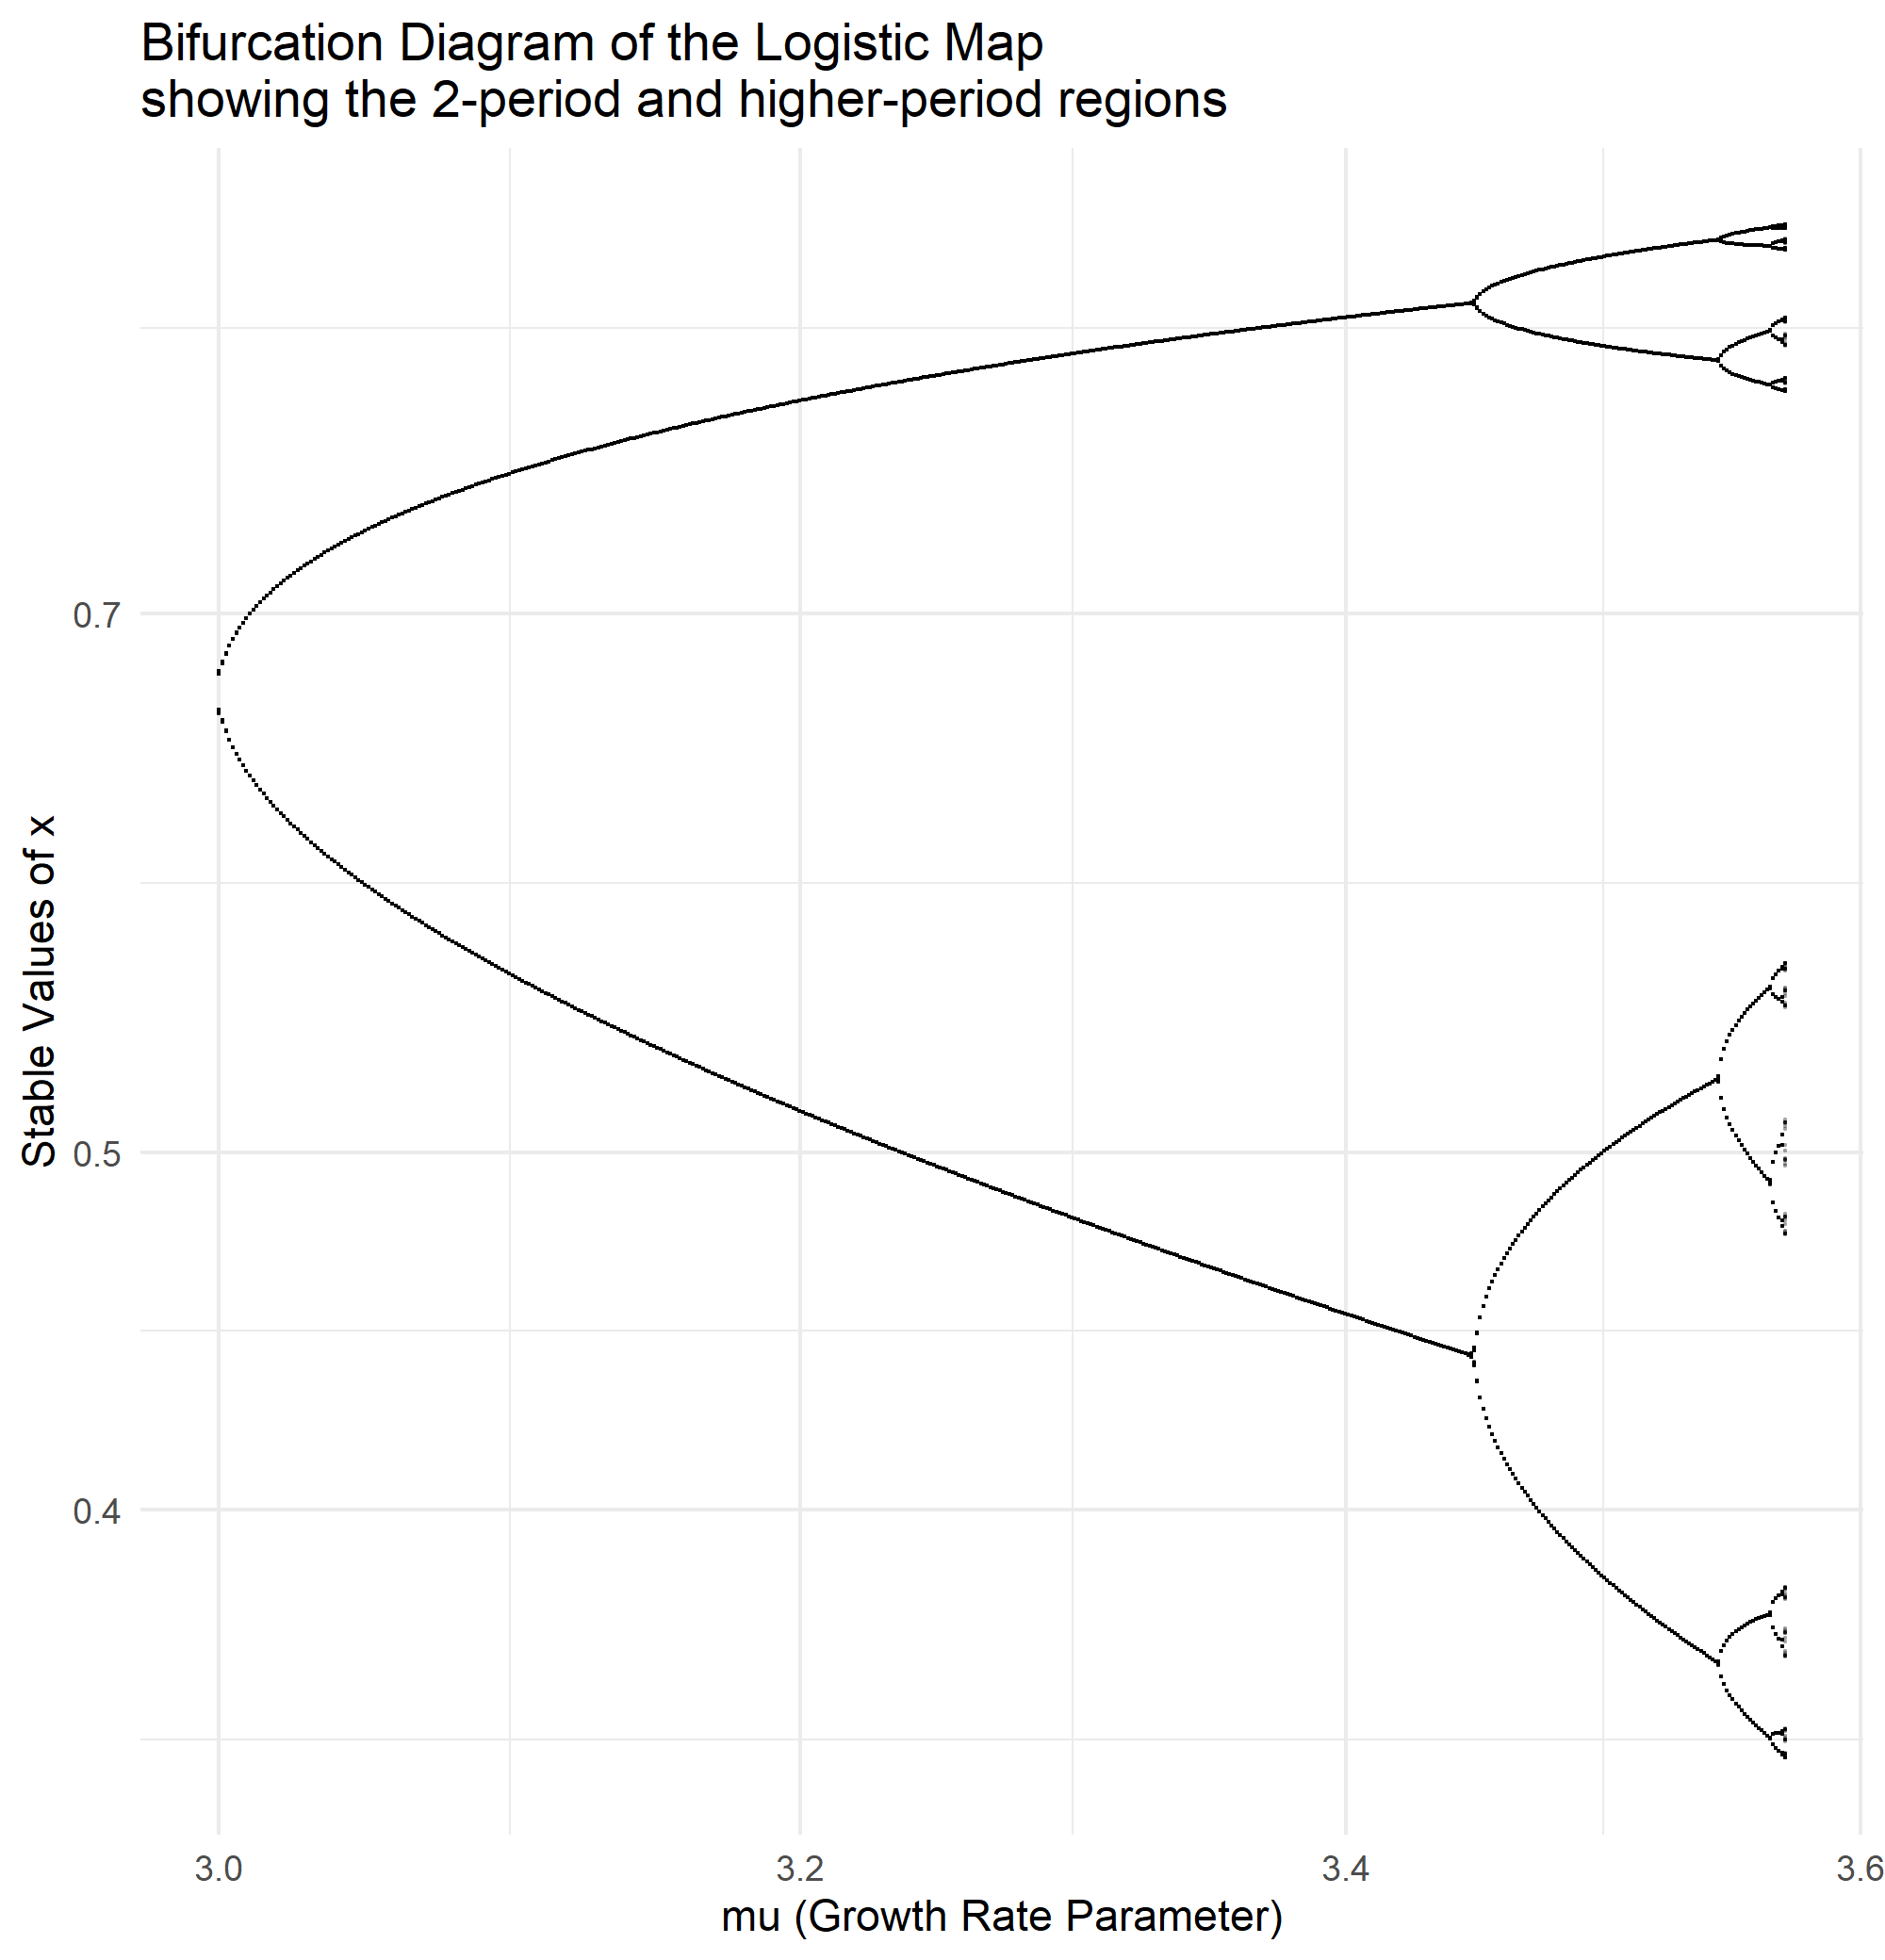 Bifurcation Diagram of the Logistic Map
showing the 2-period and higher-period regions
Stable Values of x
0.7
0.5
0.4
3.0 3.2 3.4 3.6
mu (Growth Rate Parameter)